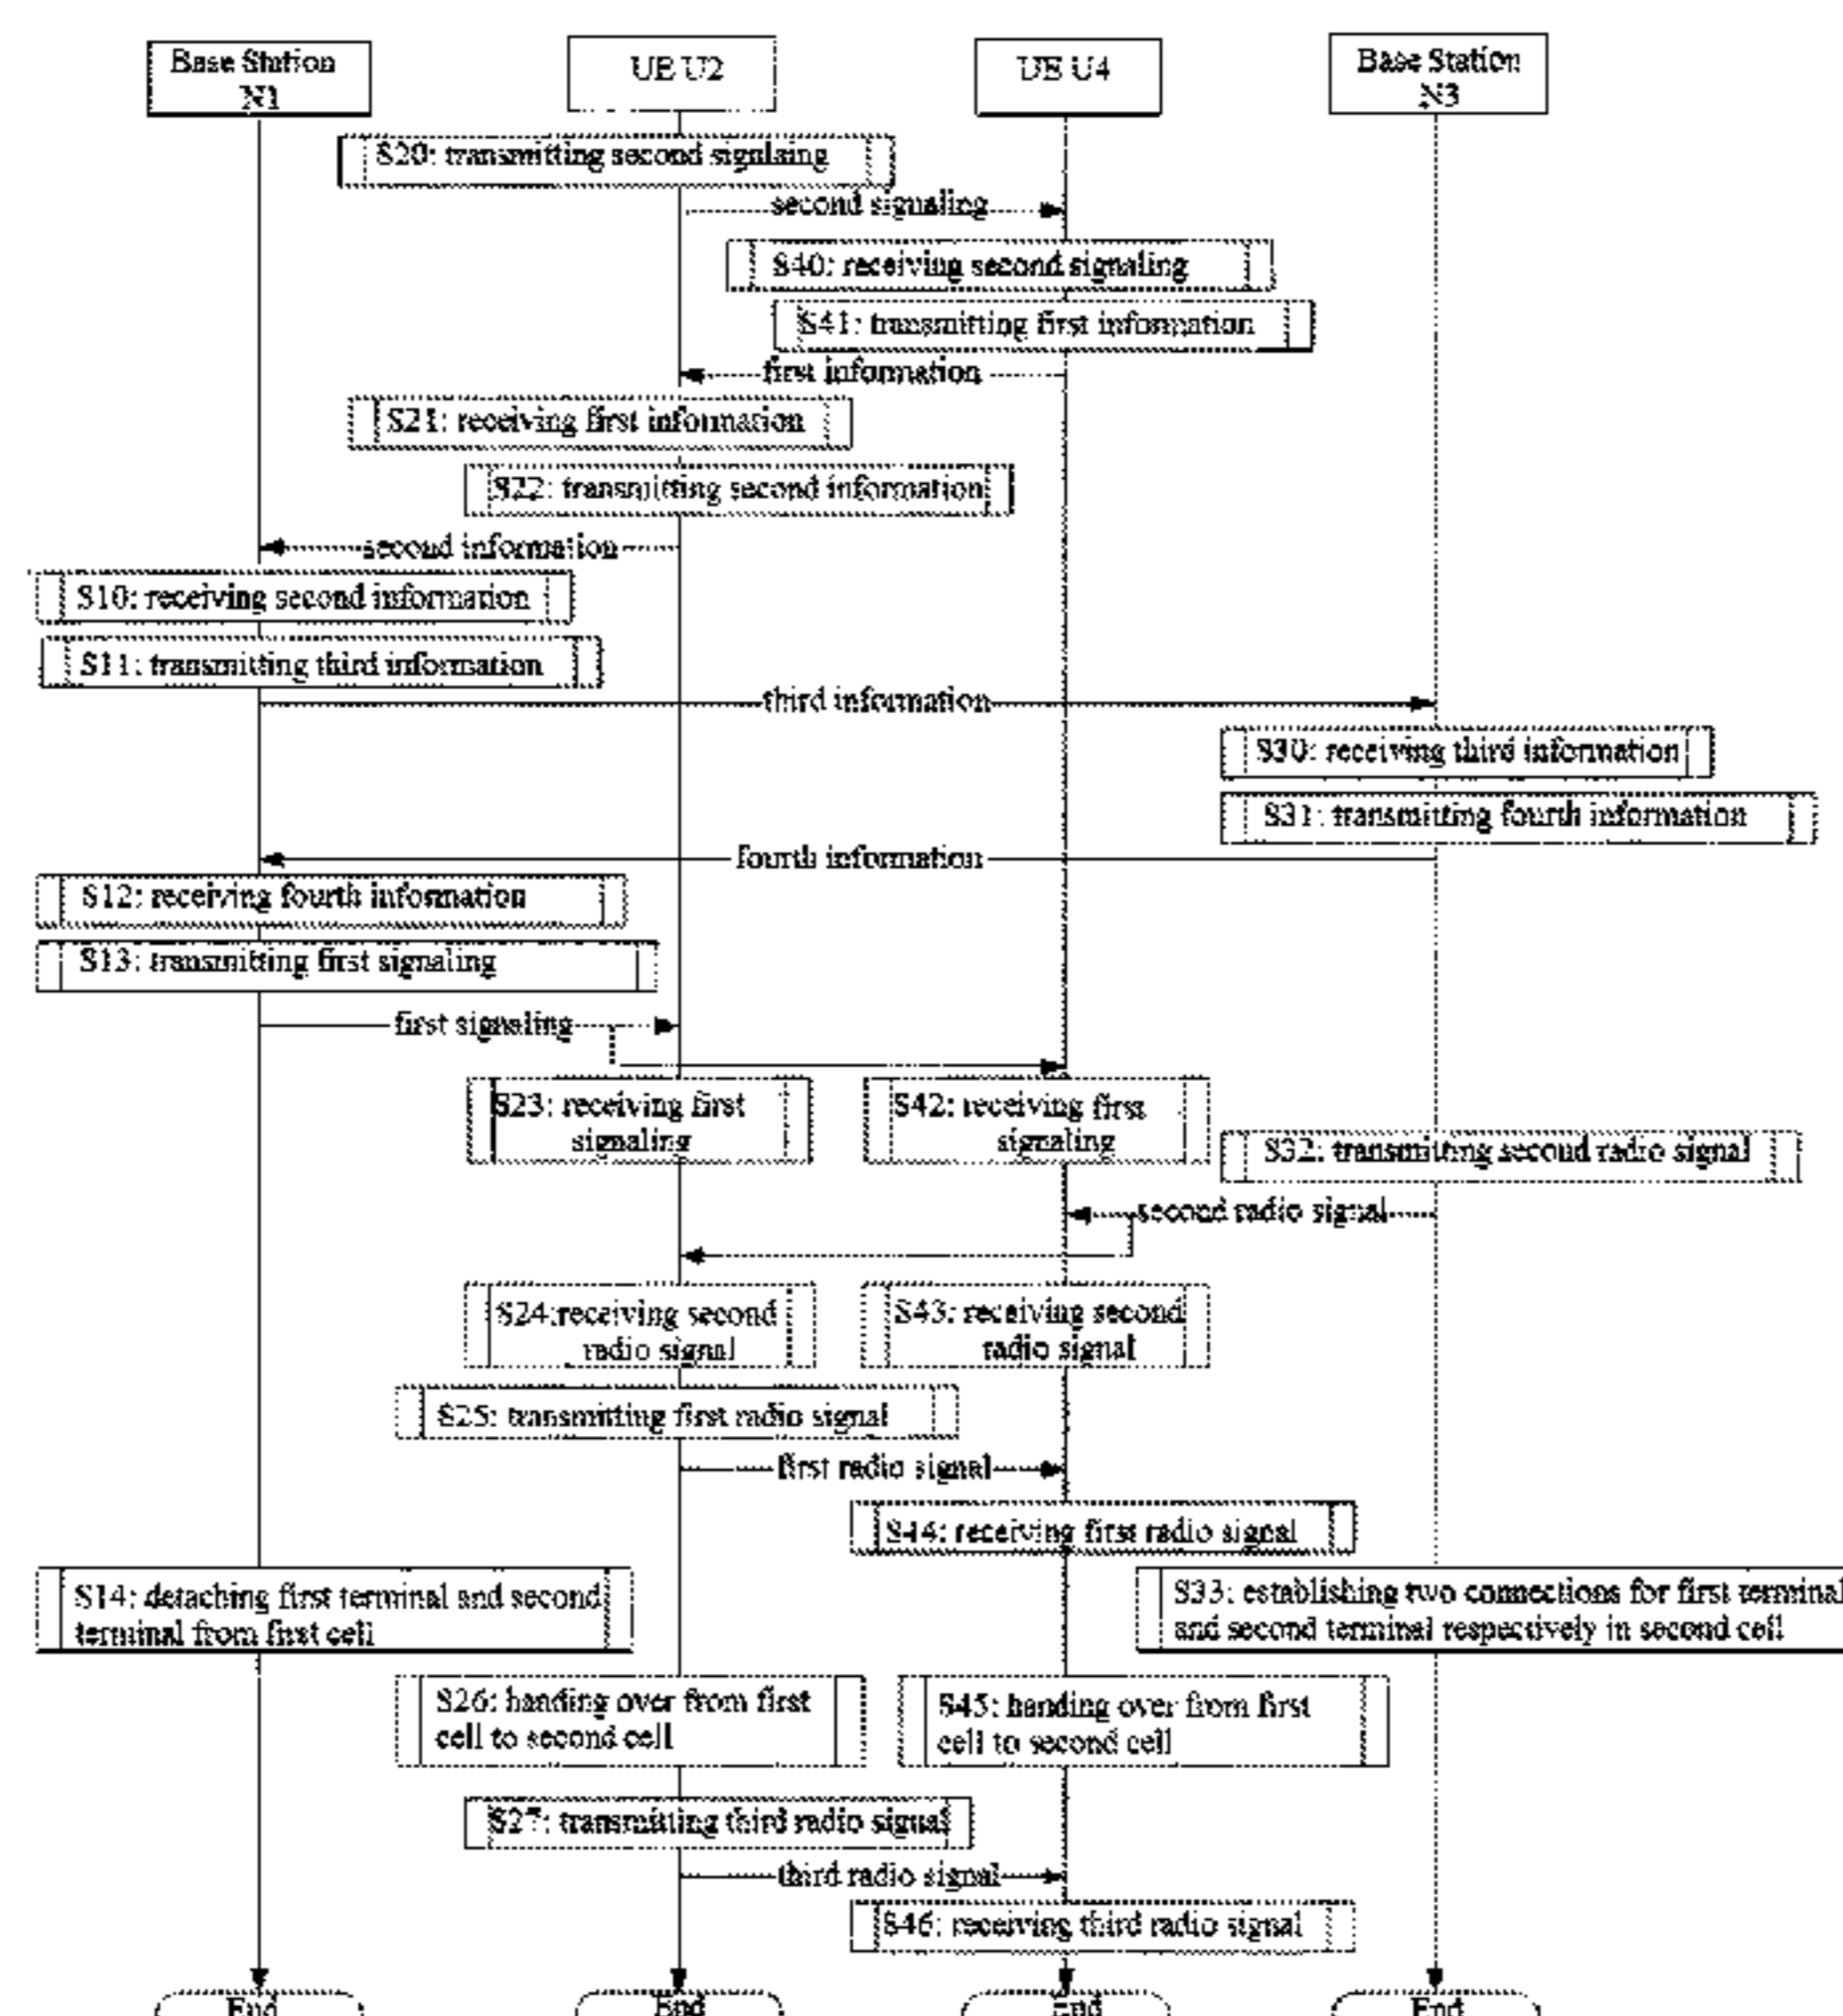 Base Station
N1
UE U2
UE U4
Base Station
N3
S20: transmitting second signlaing
second signaling
S40: receiving second signaling
S41: transmitting first information
first information
S21: receiving first information
S22: transmitting second information
second information
S10: receiving second information
S11: transmitting third information
third information
S30: receiving third information
S31: transmitting fourth information
fourth information
S12: receiving fourth information
S13: transmitting first signaling
first signaling
S23: receiving first
signaling
S42: receiving first
signaling
S32: transmitting second radio signal
second radio signal
S24:receiving second
radio signal
S43: receiving second
radio signal
S25: transmitting first radio signal
first radio signal
S44: receiving first radio signal
S14: detaching first terminal and second
terminal from first cell
S33: establishing two connections for first terminal
and second terminal respectively in second cell
S26: handing over from first
cell to second cell
S45: handing over from first
cell to second cell
S27: transmitting third radio signal
third radio signal
S46: receiving third radio signal
End
End
End
End